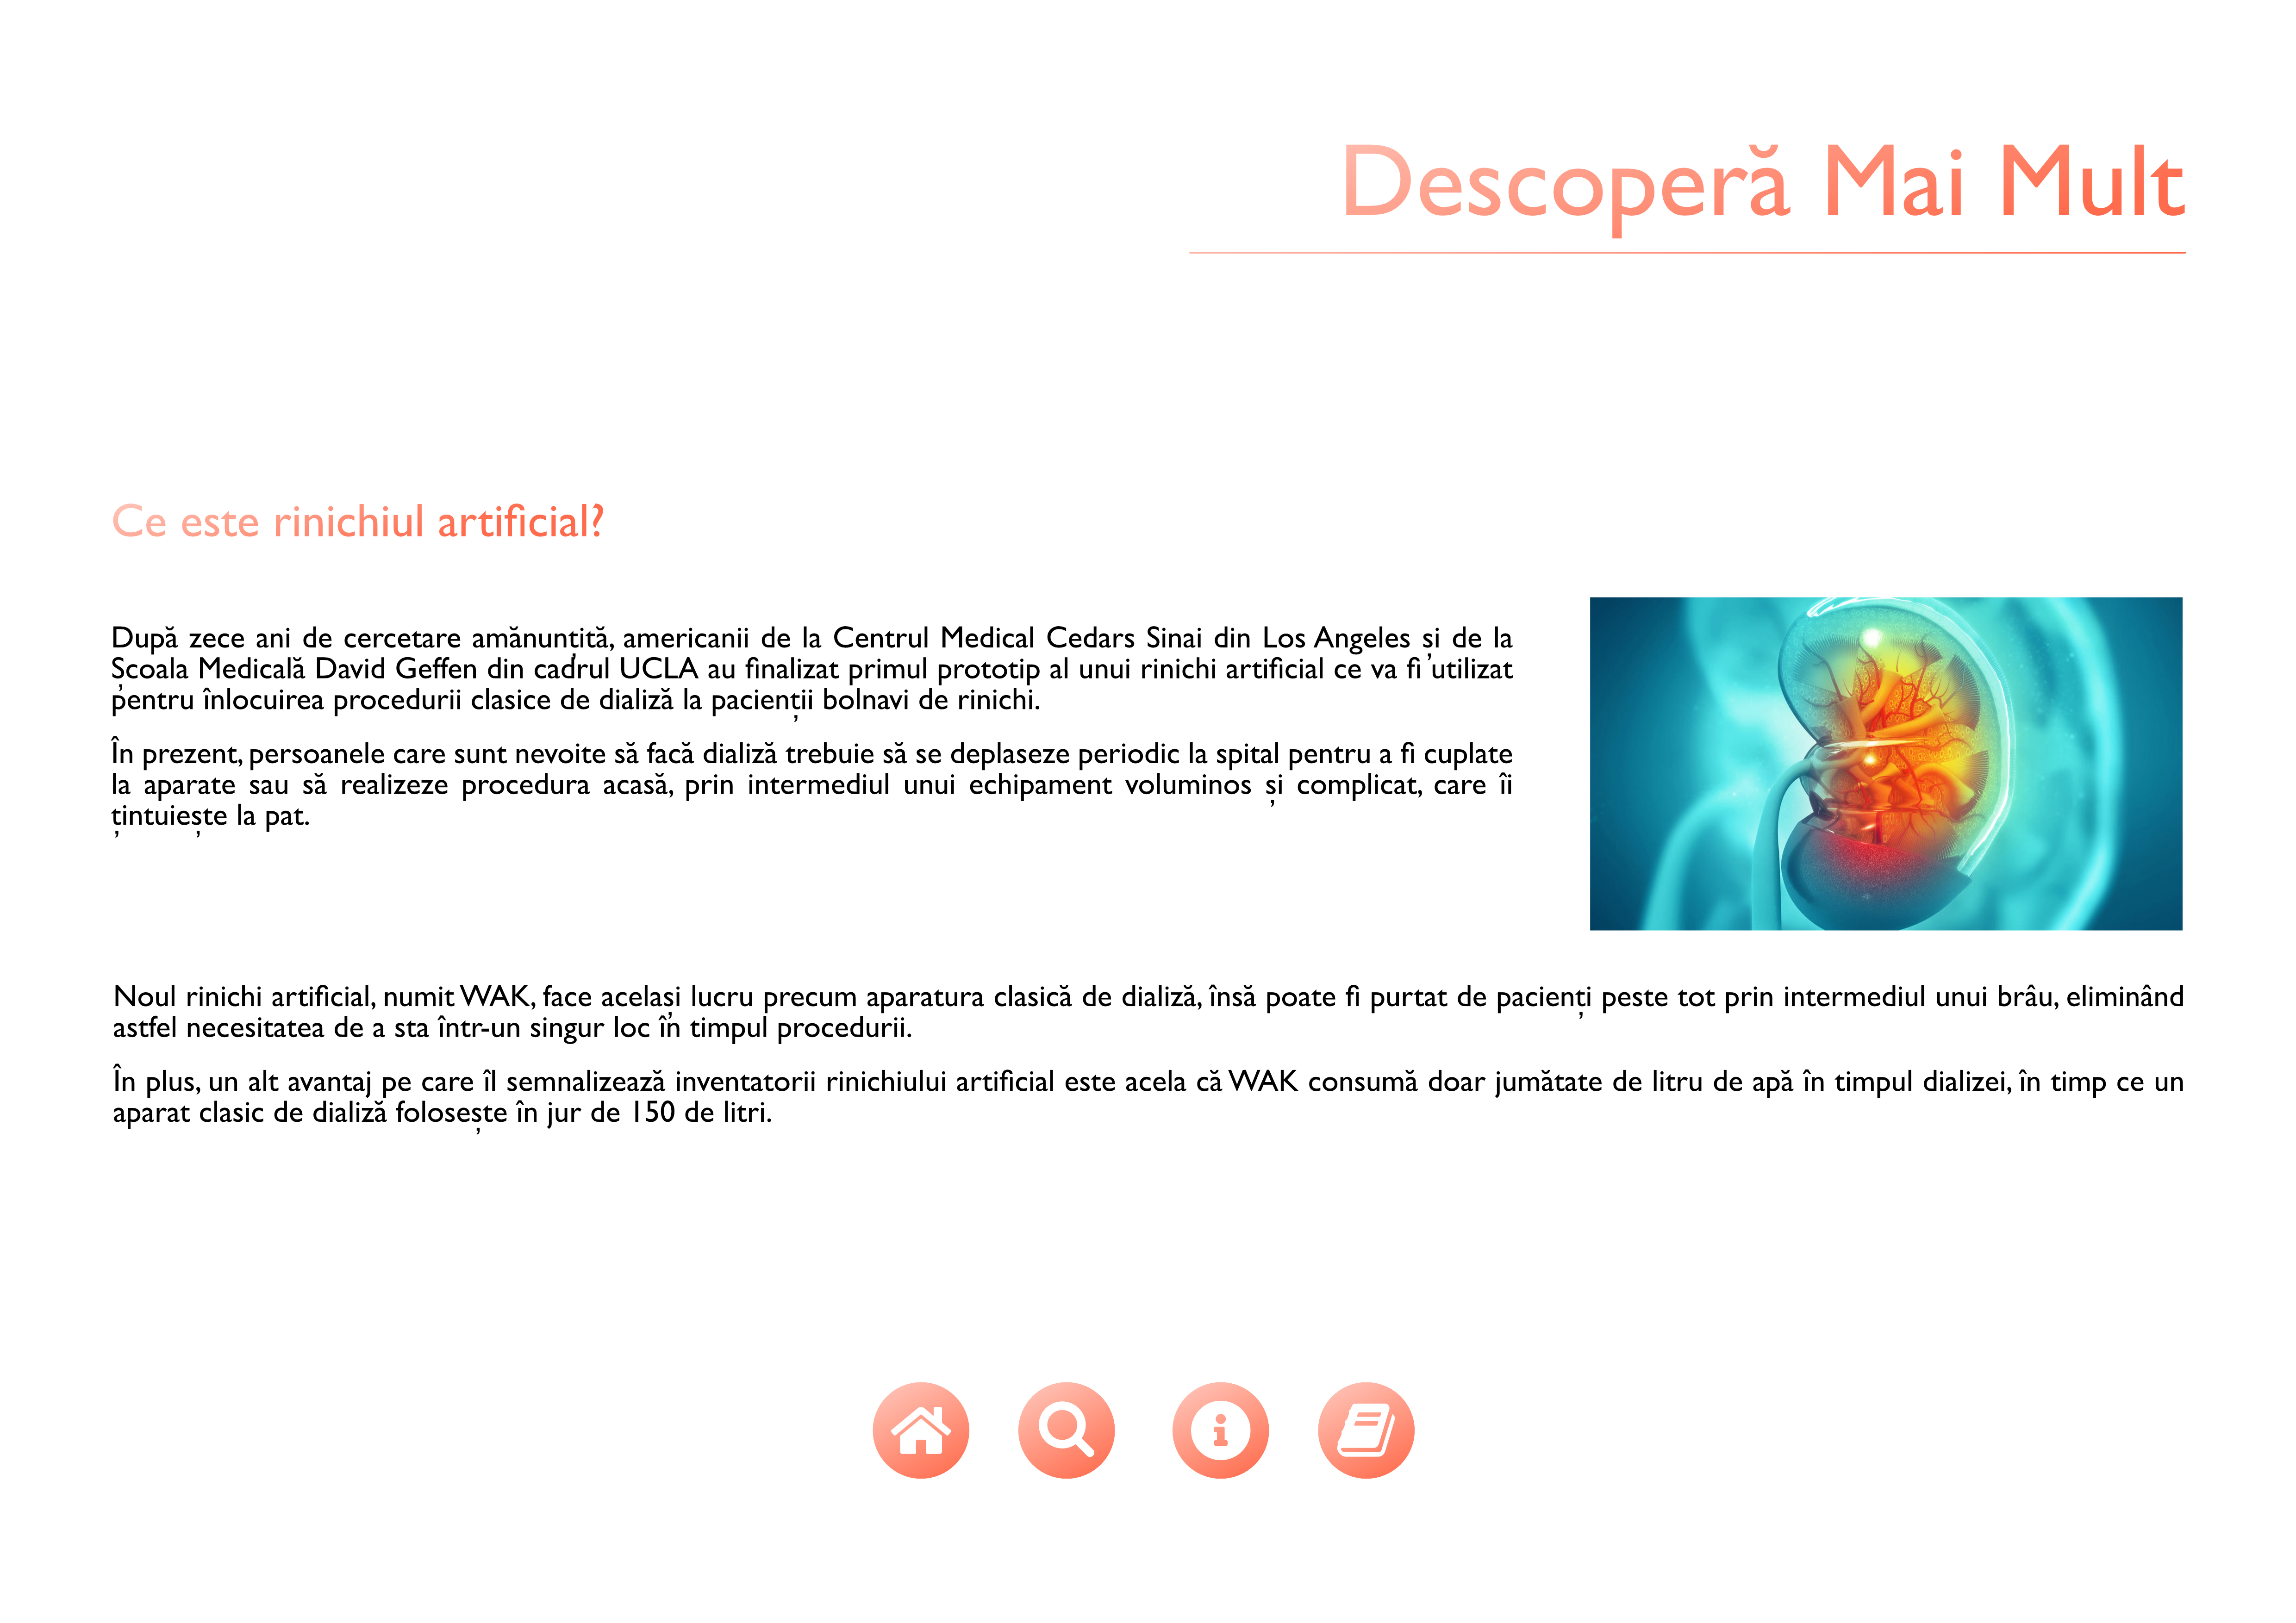 Descoperă Mai Mult
Ce este rinichiul artificial?
După zece ani de cercetare amănunțită, americanii de la Centrul Medical Cedars Sinai din Los Angeles și de la
Școala Medicală David Geffen din cadrul UCLA au finalizat primul prototip al unui rinichi artificial ce va fi utilizat
pentru înlocuirea procedurii clasice de dializă la pacienții bolnavi de rinichi.
În prezent, persoanele care sunt nevoite să facă dializă trebuie să se deplaseze periodic la spital pentru a fi cuplate
la aparate sau să realizeze procedura acasă, prin intermediul unui echipament voluminos și complicat, care îi
țintuiește la pat.
Noul rinichi artificial, numit WAK, face același lucru precum aparatura clasică de dializă, însă poate fi purtat de pacienți peste tot prin intermediul unui brâu, eliminând
astfel necesitatea de a sta într-un singur loc în timpul procedurii.
În plus, un alt avantaj pe care îl semnalizează inventatorii rinichiului artificial este acela că WAK consumă doar jumătate de litru de apă în timpul dializei, în timp ce un
aparat clasic de dializă folosește în jur de 150 de litri.